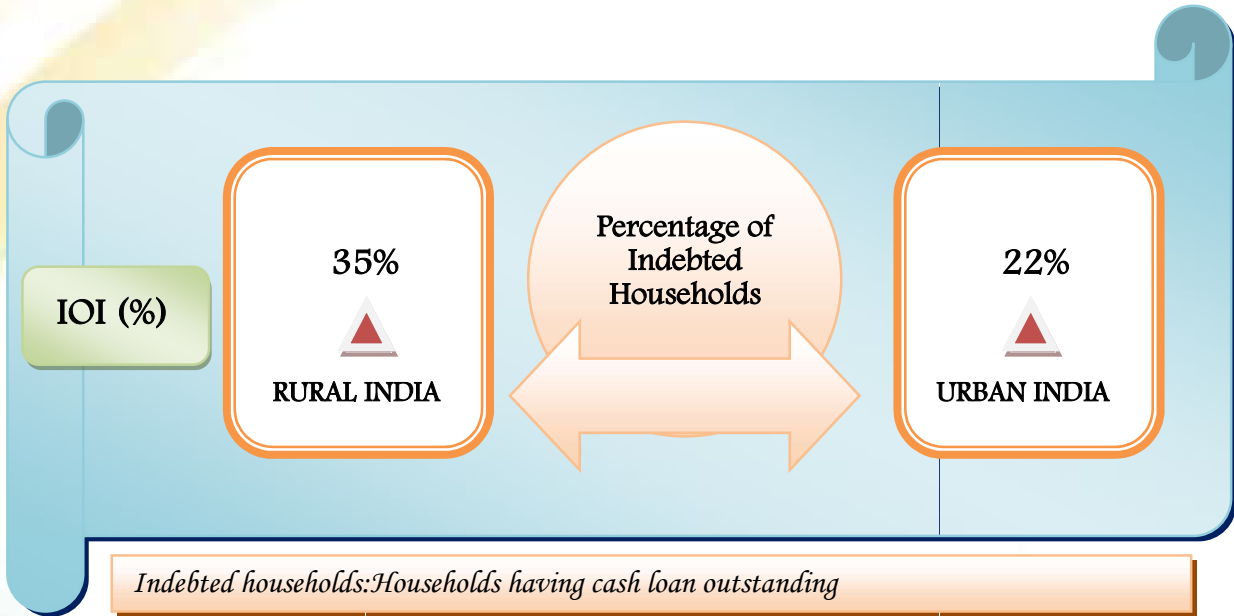 Percentage of
Indebted
Households
IOI (%)
35%
RURAL INDIA
22%
URBAN INDIA
Indebted households:Households having cash loan outstanding